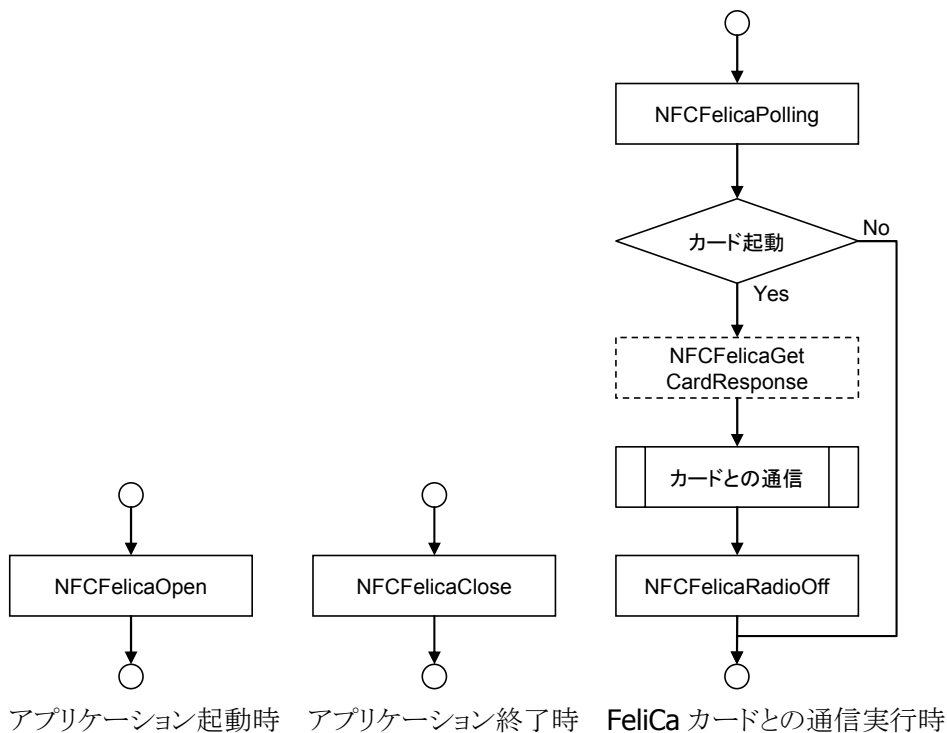 NFCFelicaPolling
カード起動
No
Yes
NFCFelicaGet
CardResponse
カードとの通信
NFCFelicaOpen
NFCFelicaClose
NFCFelicaRadioOff
アプリケーション起動時
アプリケーション終了時
FeliCa カードとの通信実行時